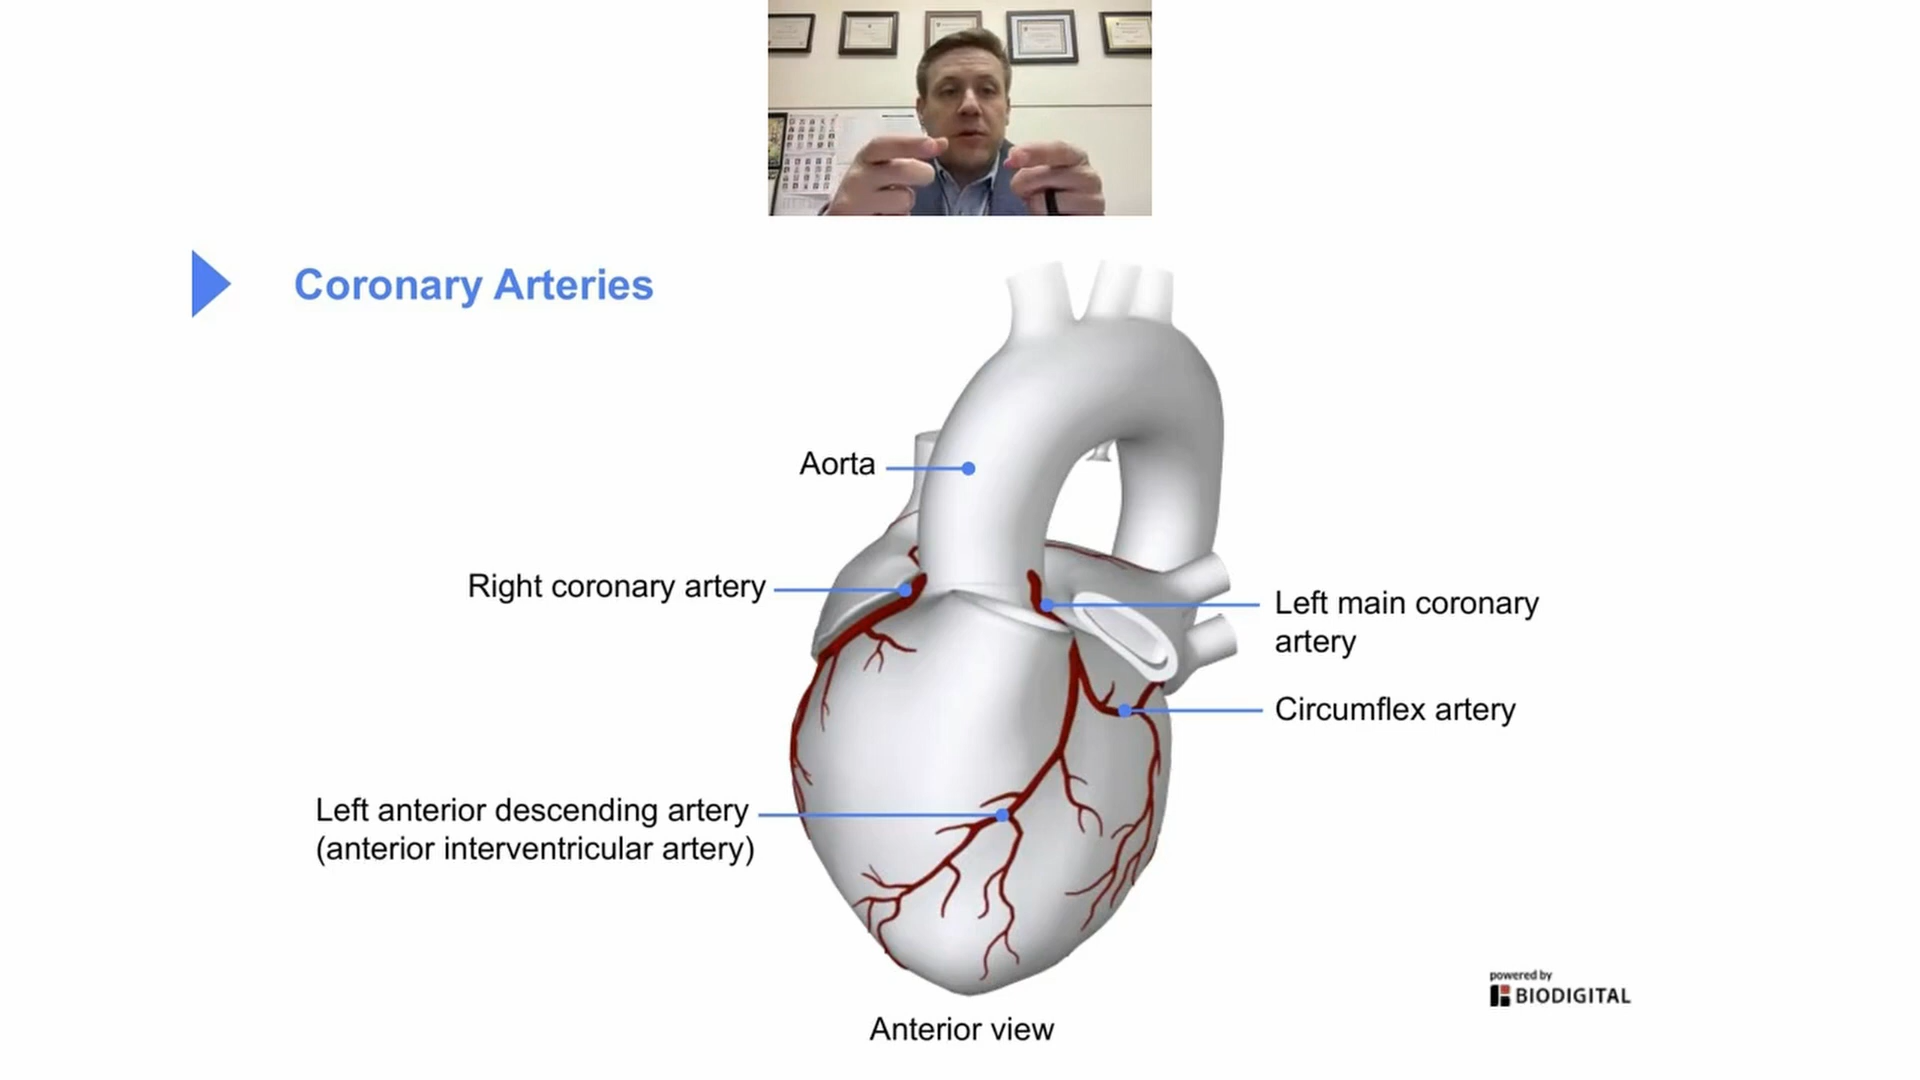 Coronary Arteries
Aorta
Right coronary artery
Left main coronary
artery
Circumflex artery
Left anterior descending artery
(anterior interventricular artery)
powered by
BIODIGITAL
Anterior view